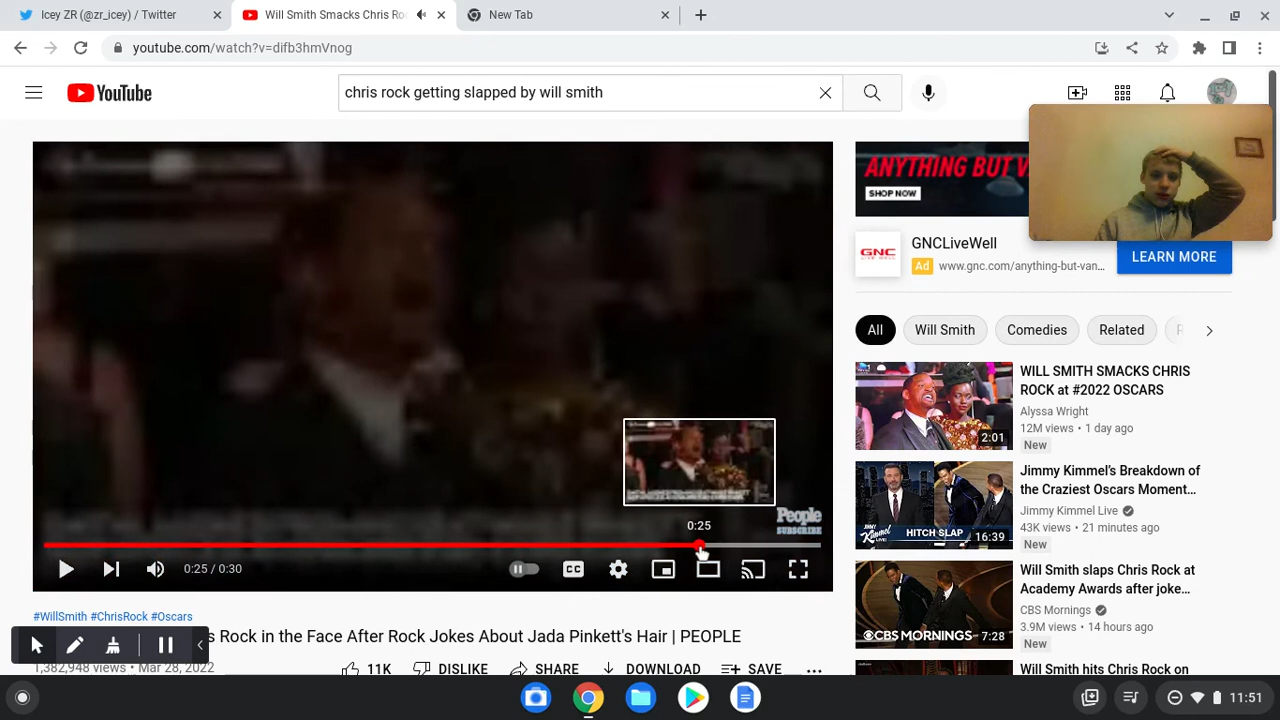 Icey ZR (@zr_icey) / Twitter
Will Smith Smacks Chris Ro
New Tab
youtube.com/watch?v=difb3hmVnog
YouTube
chris rock getting slapped by will smith
ANYTHING BUT V
SHOP NOW
GNC
LIVE WELL
GNCLiveWell
Ad www.gnc.com/anything-but-van...
LEARN MORE
All
Will Smith
Comedies
Related
People
SUBSCRIBE
0:25
0:25 / 0:30
CC
#WillSmith #ChrisRock #Oscars
s Rock in the Face After Rock Jokes About Jada Pinkett's Hair | PEOPLE
1,382,948 views • Mar 28, 2022
11K
DISLIKE
SHARE
DOWNLOAD
SAVE
WILL SMITH SMACKS CHRIS
ROCK at #2022 OSCARS
Alyssa Wright
12M views • 1 day ago
New
2:01
Jimmy Kimmel's Breakdown of
the Craziest Oscars Moment...
Jimmy Kimmel Live
43K views • 21 minutes ago
New
KIMMEL
HITCH SLAP
16:39
Will Smith slaps Chris Rock at
Academy Awards after joke...
CBS Mornings
3.9M views • 14 hours ago
New
CBS MORNINGS
7:28
Will Smith hits Chris Rock on
11:51